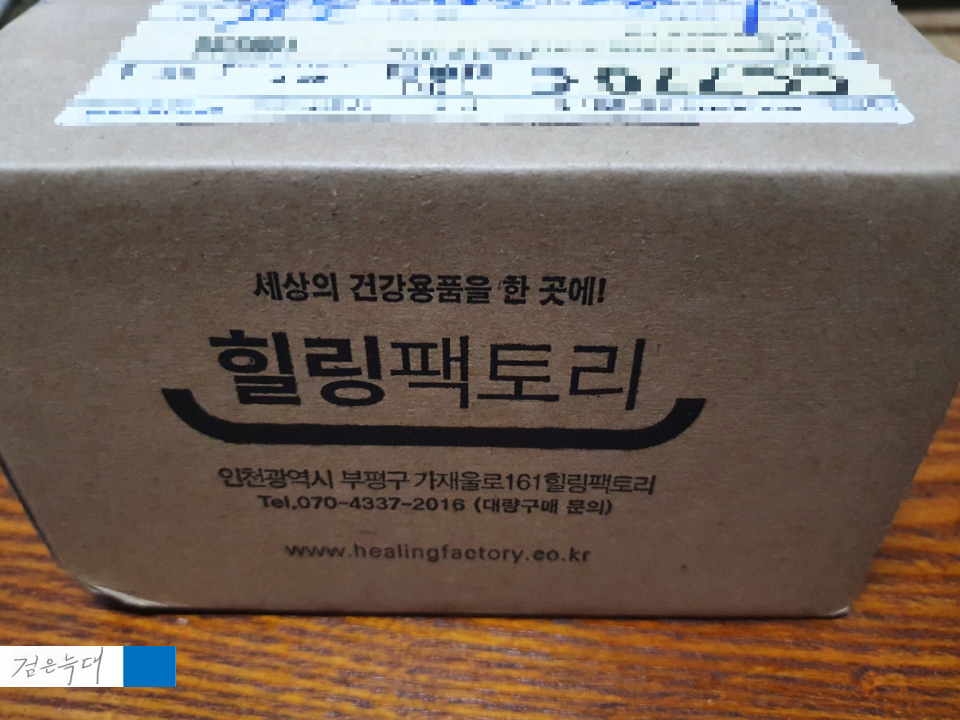 세상의 건강용품을 한 곳에!
힐링팩토리
인천광역시 부평구 가재울로161힐링팩토리
Tel.070-4337-2016 (대량구매 문의)
www.healingfactory.co.kr
검은늑대